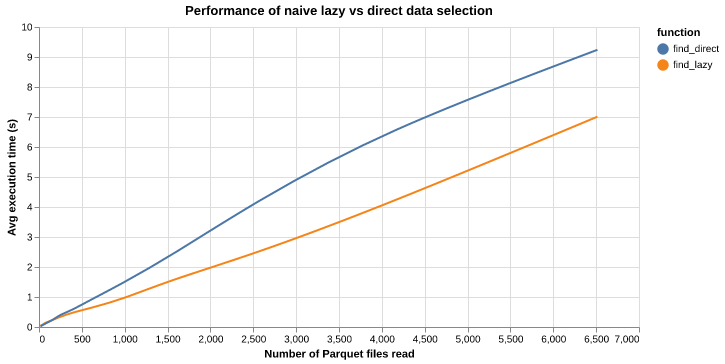 Performance of naive lazy vs direct data selection
function
find_direct
find_lazy
Avg execution time (s)
10
9
8
7
6
5
4
3
2
1
0
0 500 1,000 1,500 2,000 2,500 3,000 3,500 4,000 4,500 5,000 5,500 6,000 6,500 7,000
Number of Parquet files read